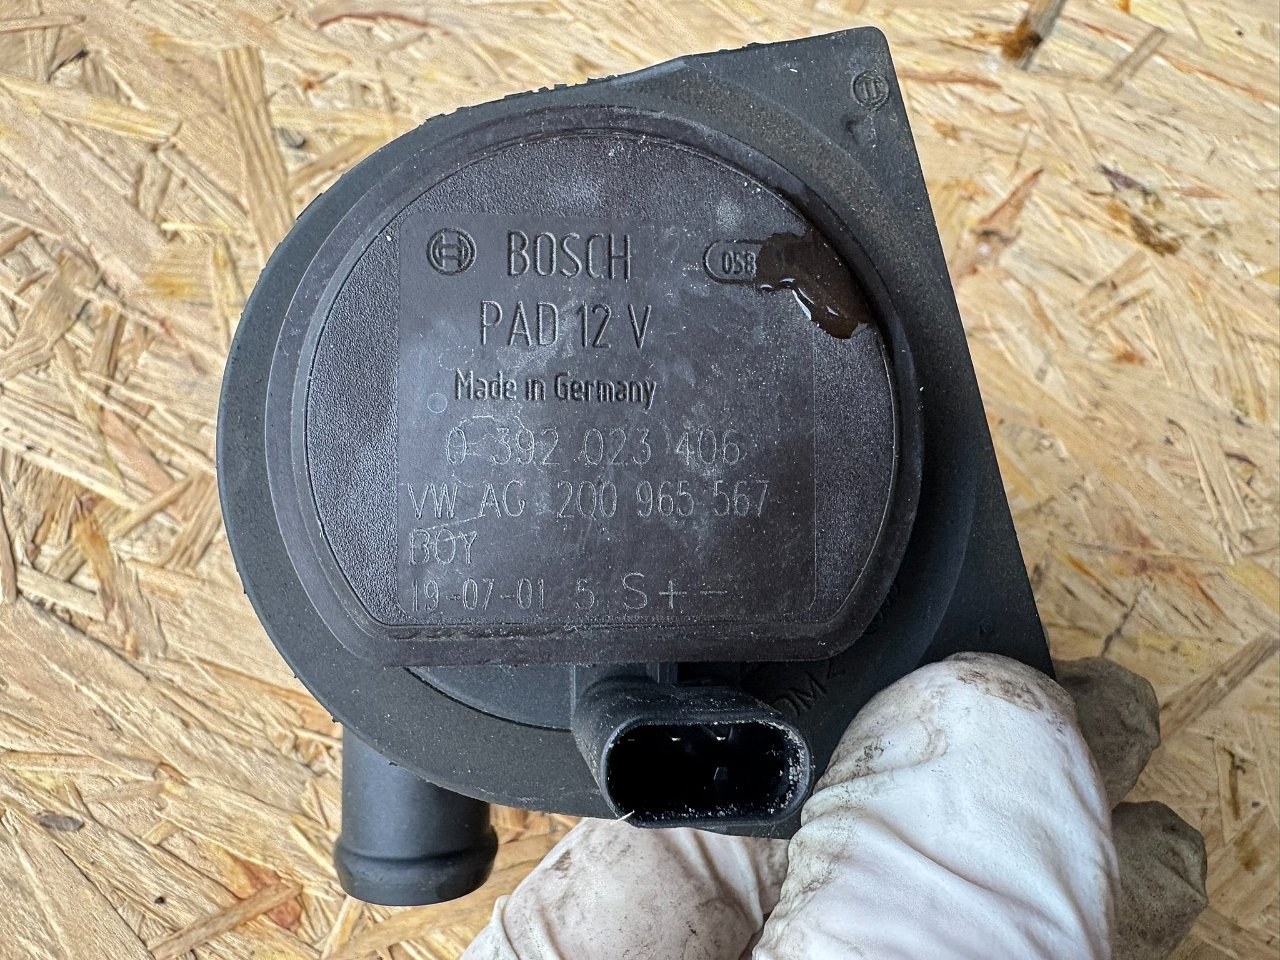 BOSCH 058
PAD 12 V
Made in Germany
0 392 023 406
VW AG 2Q0 965 567
BOY
19-07-01 5 S + -